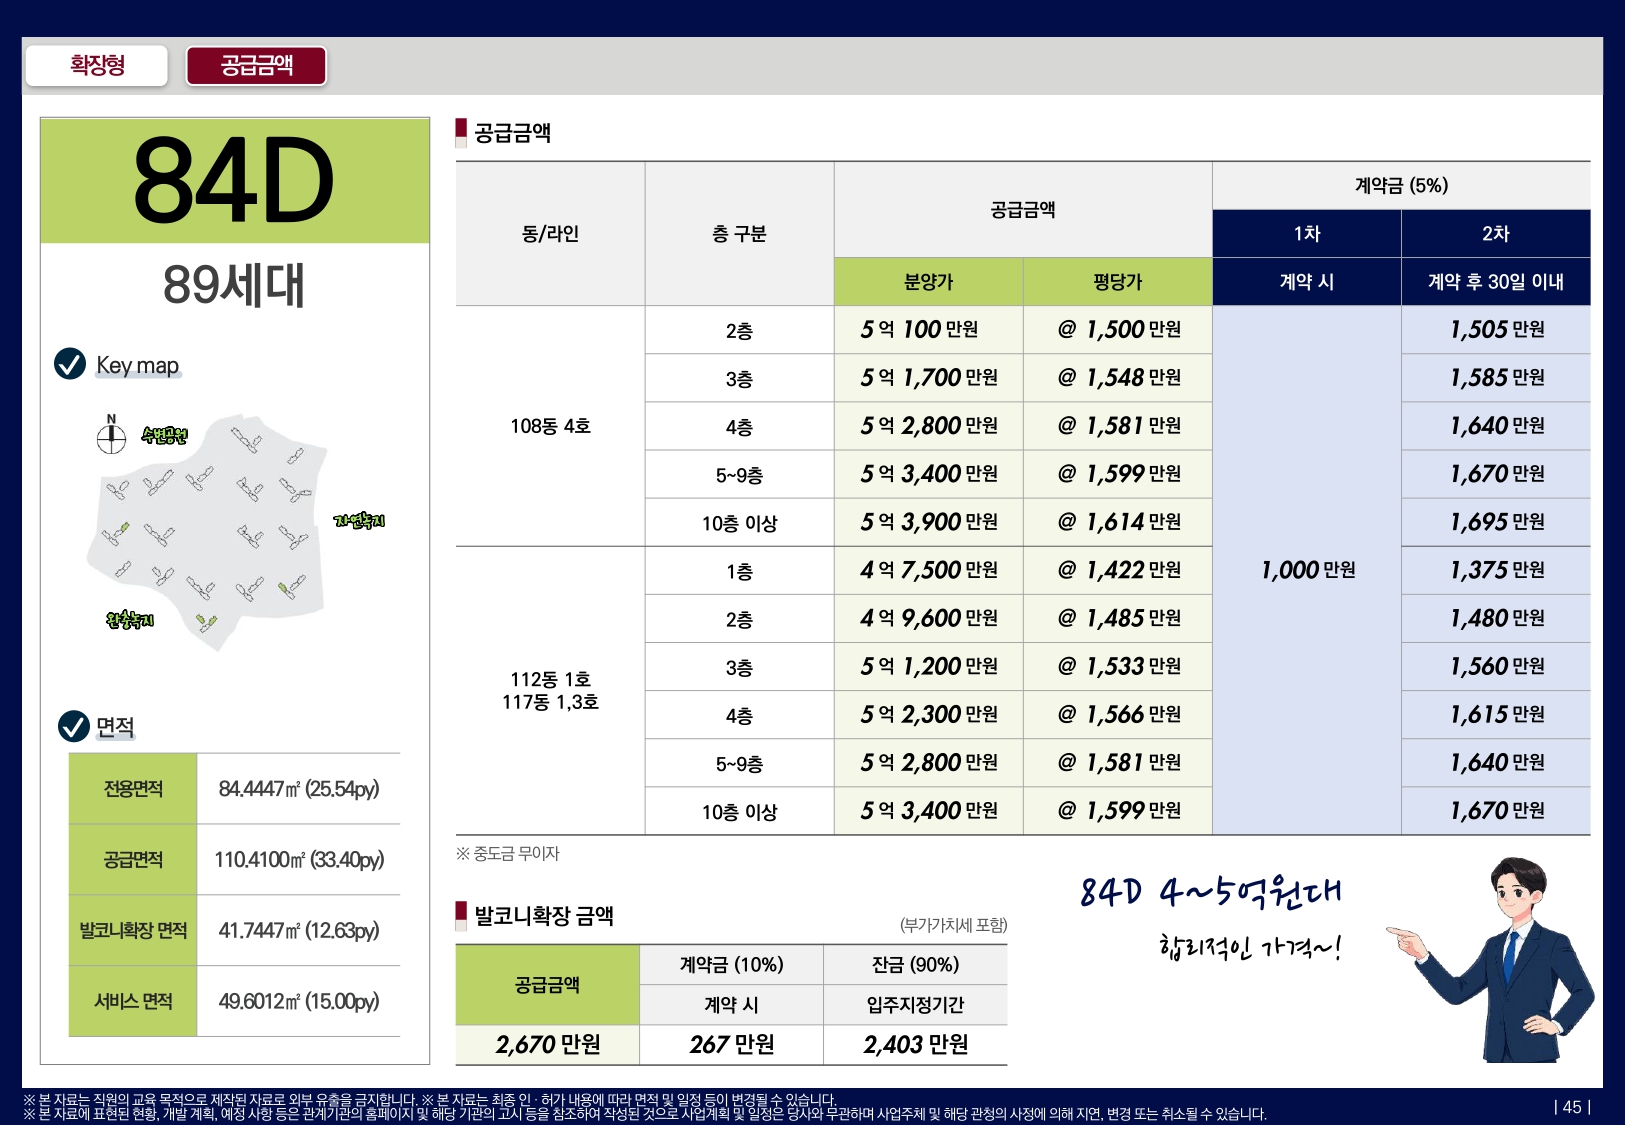 확장형
공급금액
84D
89세대
Key map
N
수변공원
자연녹지
완충녹지
면적
전용면적 84.4447㎡ (25.54py)
공급면적 110.4100㎡ (33.40py)
발코니확장 면적 41.7447㎡ (12.63py)
서비스 면적 49.6012㎡ (15.00py)
공급금액
동/라인 층 구분 공급금액 계약금 (5%)
1차 2차
분양가 평당가 계약 시 계약 후 30일 이내
108동 4호
2층 5억 100만원 @ 1,500만원 1,505만원
3층 5억 1,700만원 @ 1,548만원 1,585만원
4층 5억 2,800만원 @ 1,581만원 1,640만원
5~9층 5억 3,400만원 @ 1,599만원 1,670만원
10층 이상 5억 3,900만원 @ 1,614만원 1,695만원
1,000만원
112동 1호
117동 1,3호
1층 4억 7,500만원 @ 1,422만원 1,375만원
2층 4억 9,600만원 @ 1,485만원 1,480만원
3층 5억 1,200만원 @ 1,533만원 1,560만원
4층 5억 2,300만원 @ 1,566만원 1,615만원
5~9층 5억 2,800만원 @ 1,581만원 1,640만원
10층 이상 5억 3,400만원 @ 1,599만원 1,670만원
※ 중도금 무이자
발코니확장 금액
(부가가치세 포함)
공급금액 계약금 (10%) 잔금 (90%)
계약 시 입주지정기간
2,670만원 267만원 2,403만원
84D 4~5억원대
합리적인 가격~!
※ 본 자료는 직원의 교육 목적으로 제작된 자료로 외부 유출을 금지합니다. ※ 본 자료는 최종 인 · 허가 내용에 따라 면적 및 일정 등이 변경될 수 있습니다.
※ 본 자료에 표현된 현황, 개발 계획, 예정 사항 등은 관계기관의 홈페이지 및 해당 기관의 고시 등을 참조하여 작성된 것으로 사업계획 및 일정은 당사와 무관하며 사업주체 및 해당 관청의 사정에 의해 지연, 변경 또는 취소될 수 있습니다.
| 45 |